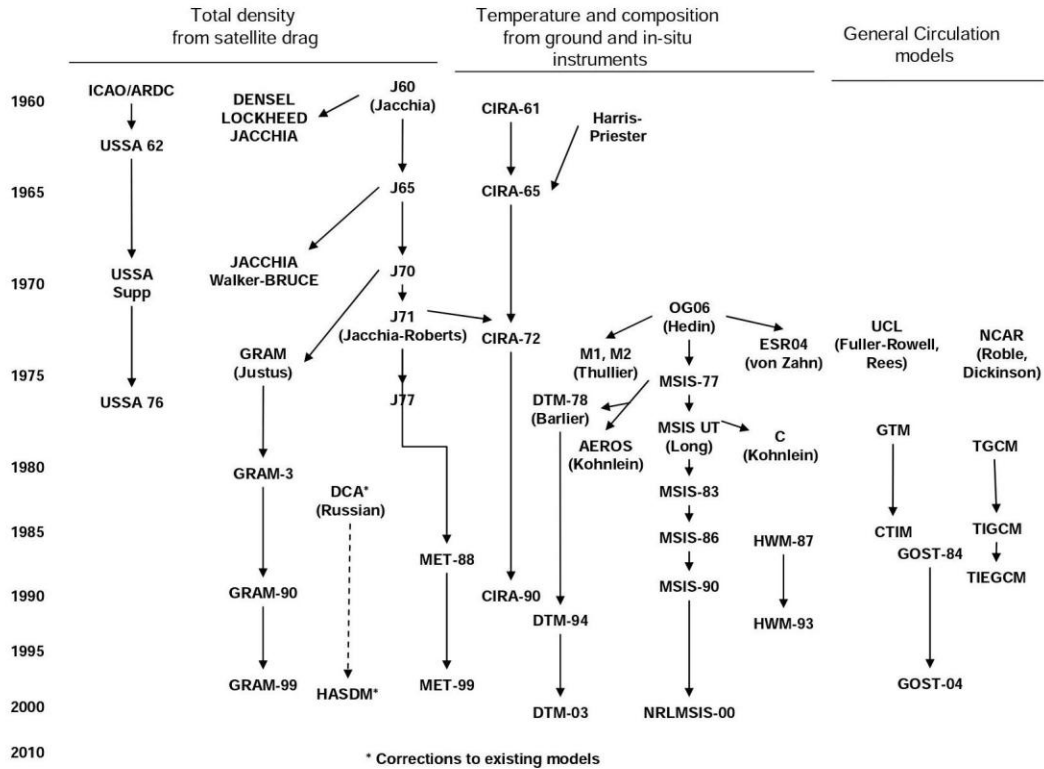 Total density
from satellite drag
Temperature and composition
from ground and in-situ
instruments
General Circulation
models
1960
1965
1970
1975
1980
1985
1990
1995
2000
2010
ICAO/ARDC
USSA 62
USSA
Supp
USSA 76
DENSEL
LOCKHEED
JACCHIA
J60
(Jacchia)
J65
JACCHIA
Walker-BRUCE
J70
J71
(Jacchia-Roberts)
GRAM
(Justus)
J77
GRAM-3
DCA*
(Russian)
MET-88
GRAM-90
GRAM-99
HASDM*
MET-99
CIRA-61
Harris-
Priester
CIRA-65
CIRA-72
CIRA-90
OG06
(Hedin)
M1, M2
(Thullier)
ESR04
(von Zahn)
MSIS-77
DTM-78
(Barlier)
AEROS
(Kohnlein)
MSIS UT
(Long)
C
(Kohnlein)
MSIS-83
MSIS-86
HWM-87
MSIS-90
DTM-94
HWM-93
DTM-03
NRLMSIS-00
UCL
(Fuller-Rowell,
Rees)
NCAR
(Roble,
Dickinson)
GTM
TGCM
CTIM
TIGCM
GOST-84
TIEGCM
GOST-04
* Corrections to existing models